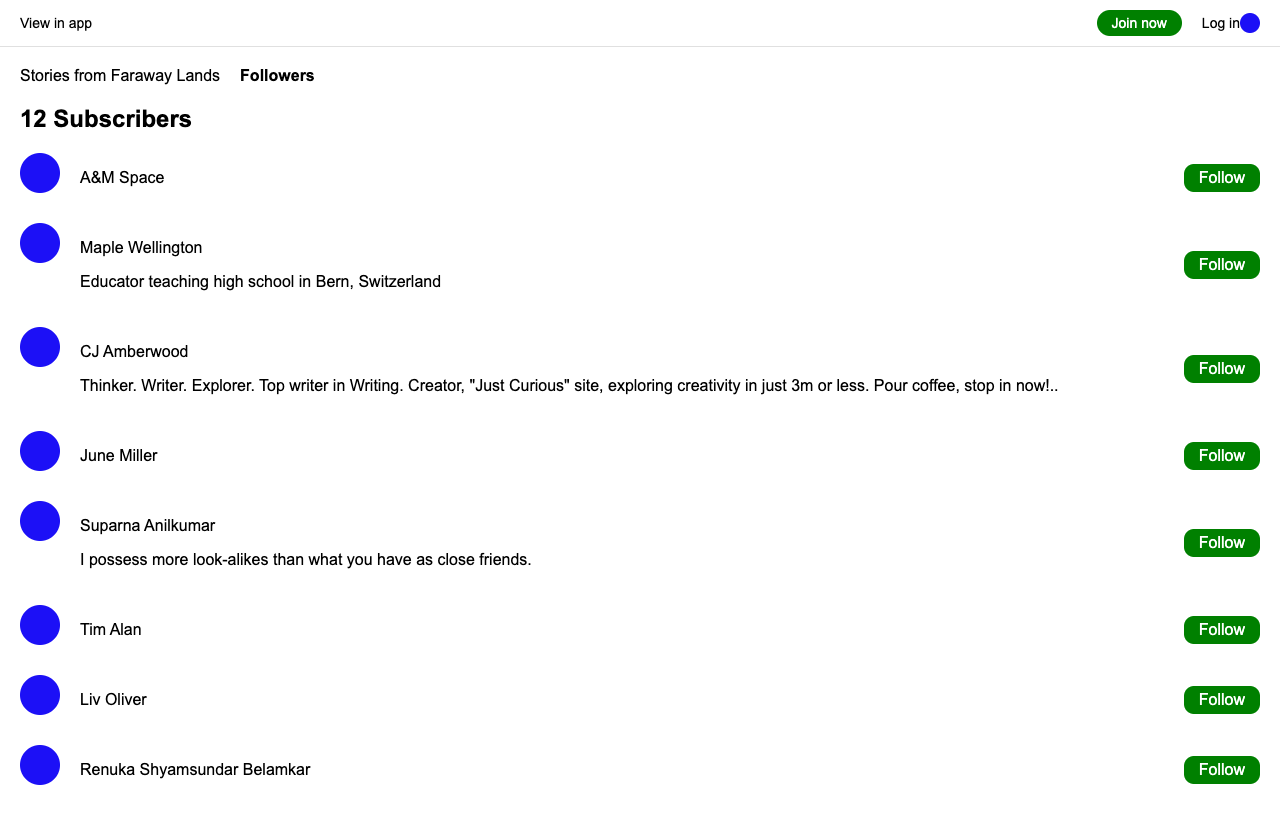 View in app
Join now
Log in
Stories from Faraway Lands
Followers
12 Subscribers
A&M Space
Follow
Maple Wellington
Educator teaching high school in Bern, Switzerland
Follow
CJ Amberwood
Thinker. Writer. Explorer. Top writer in Writing. Creator, "Just Curious" site, exploring creativity in just 3m or less. Pour coffee, stop in now!..
Follow
June Miller
Follow
Suparna Anilkumar
I possess more look-alikes than what you have as close friends.
Follow
Tim Alan
Follow
Liv Oliver
Follow
Renuka Shyamsundar Belamkar
Follow